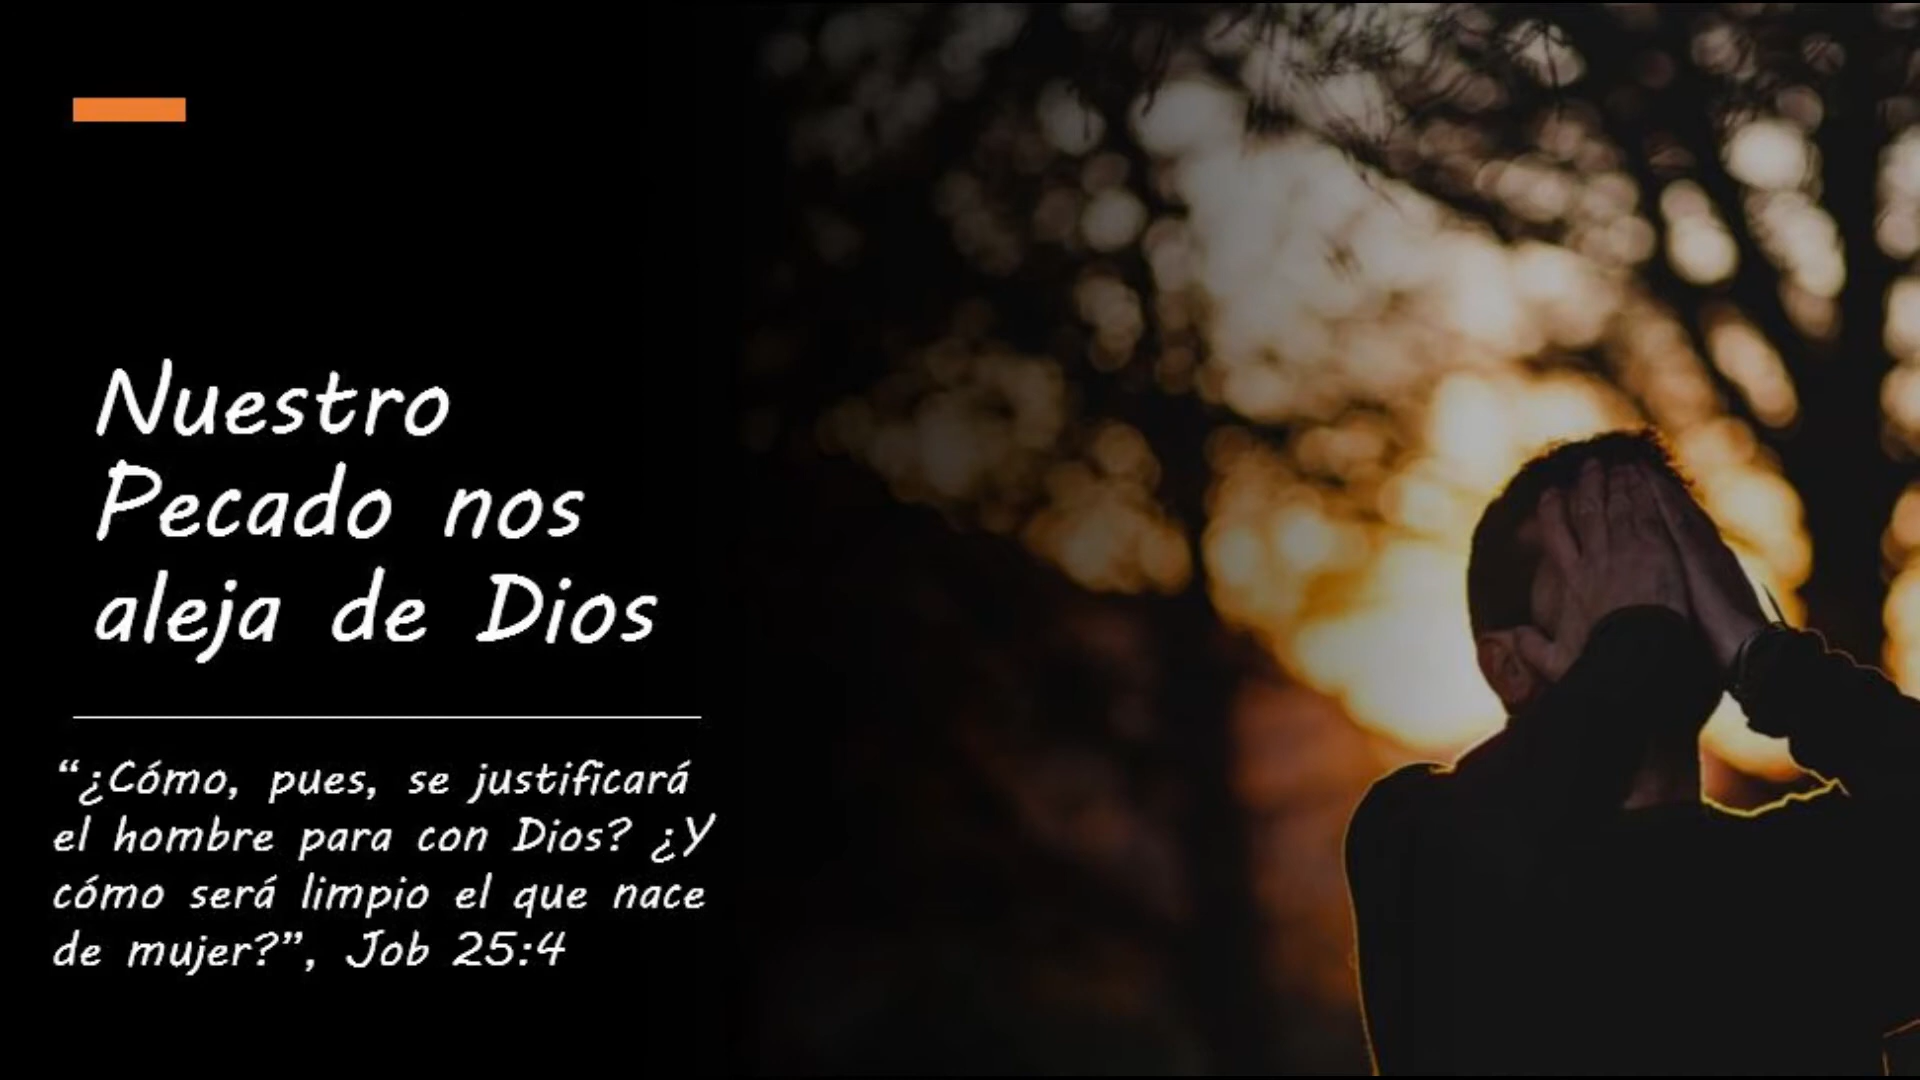 Nuestro
Pecado nos
aleja de Dios
“¿Cómo, pues, se justificará
el hombre para con Dios? ¿Y
cómo será limpio el que nace
de mujer?”, Job 25:4